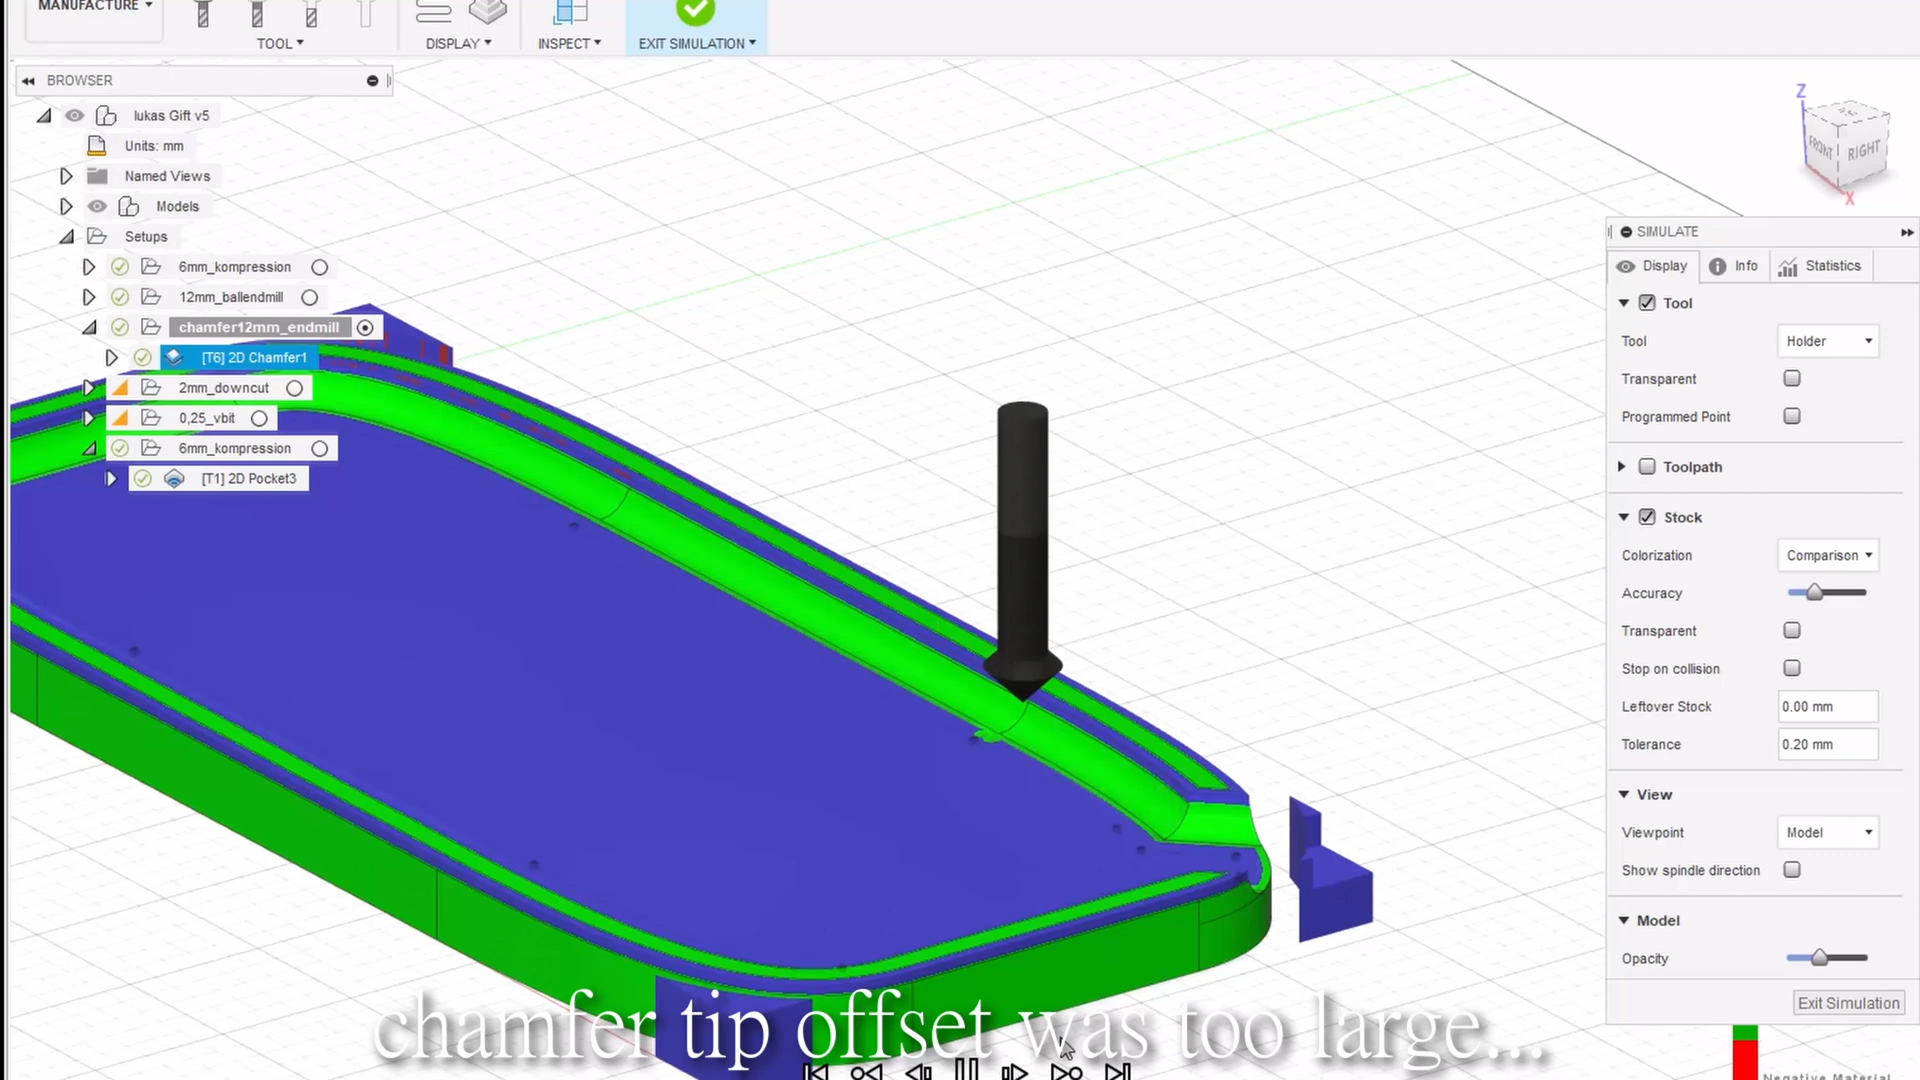 MANUFACTURE
TOOL
DISPLAY
INSPECT
EXIT SIMULATION
BROWSER
lukas Gift v5
Units: mm
Named Views
Models
Setups
6mm_kompression
12mm_ballendmill
chamfer12mm_endmill
[T6] 2D Chamfer1
2mm_downcut
0,25_vbit
6mm_kompression
[T1] 2D Pocket3
Z
FRONT
RIGHT
X
SIMULATE
Display
Info
Statistics
Tool
Tool Holder
Transparent
Programmed Point
Toolpath
Stock
Colorization Comparison
Accuracy
Transparent
Stop on collision
Leftover Stock 0.00 mm
Tolerance 0.20 mm
View
Viewpoint Model
Show spindle direction
Model
Opacity
Exit Simulation
chamfer tip offset was too large...
Negative Material